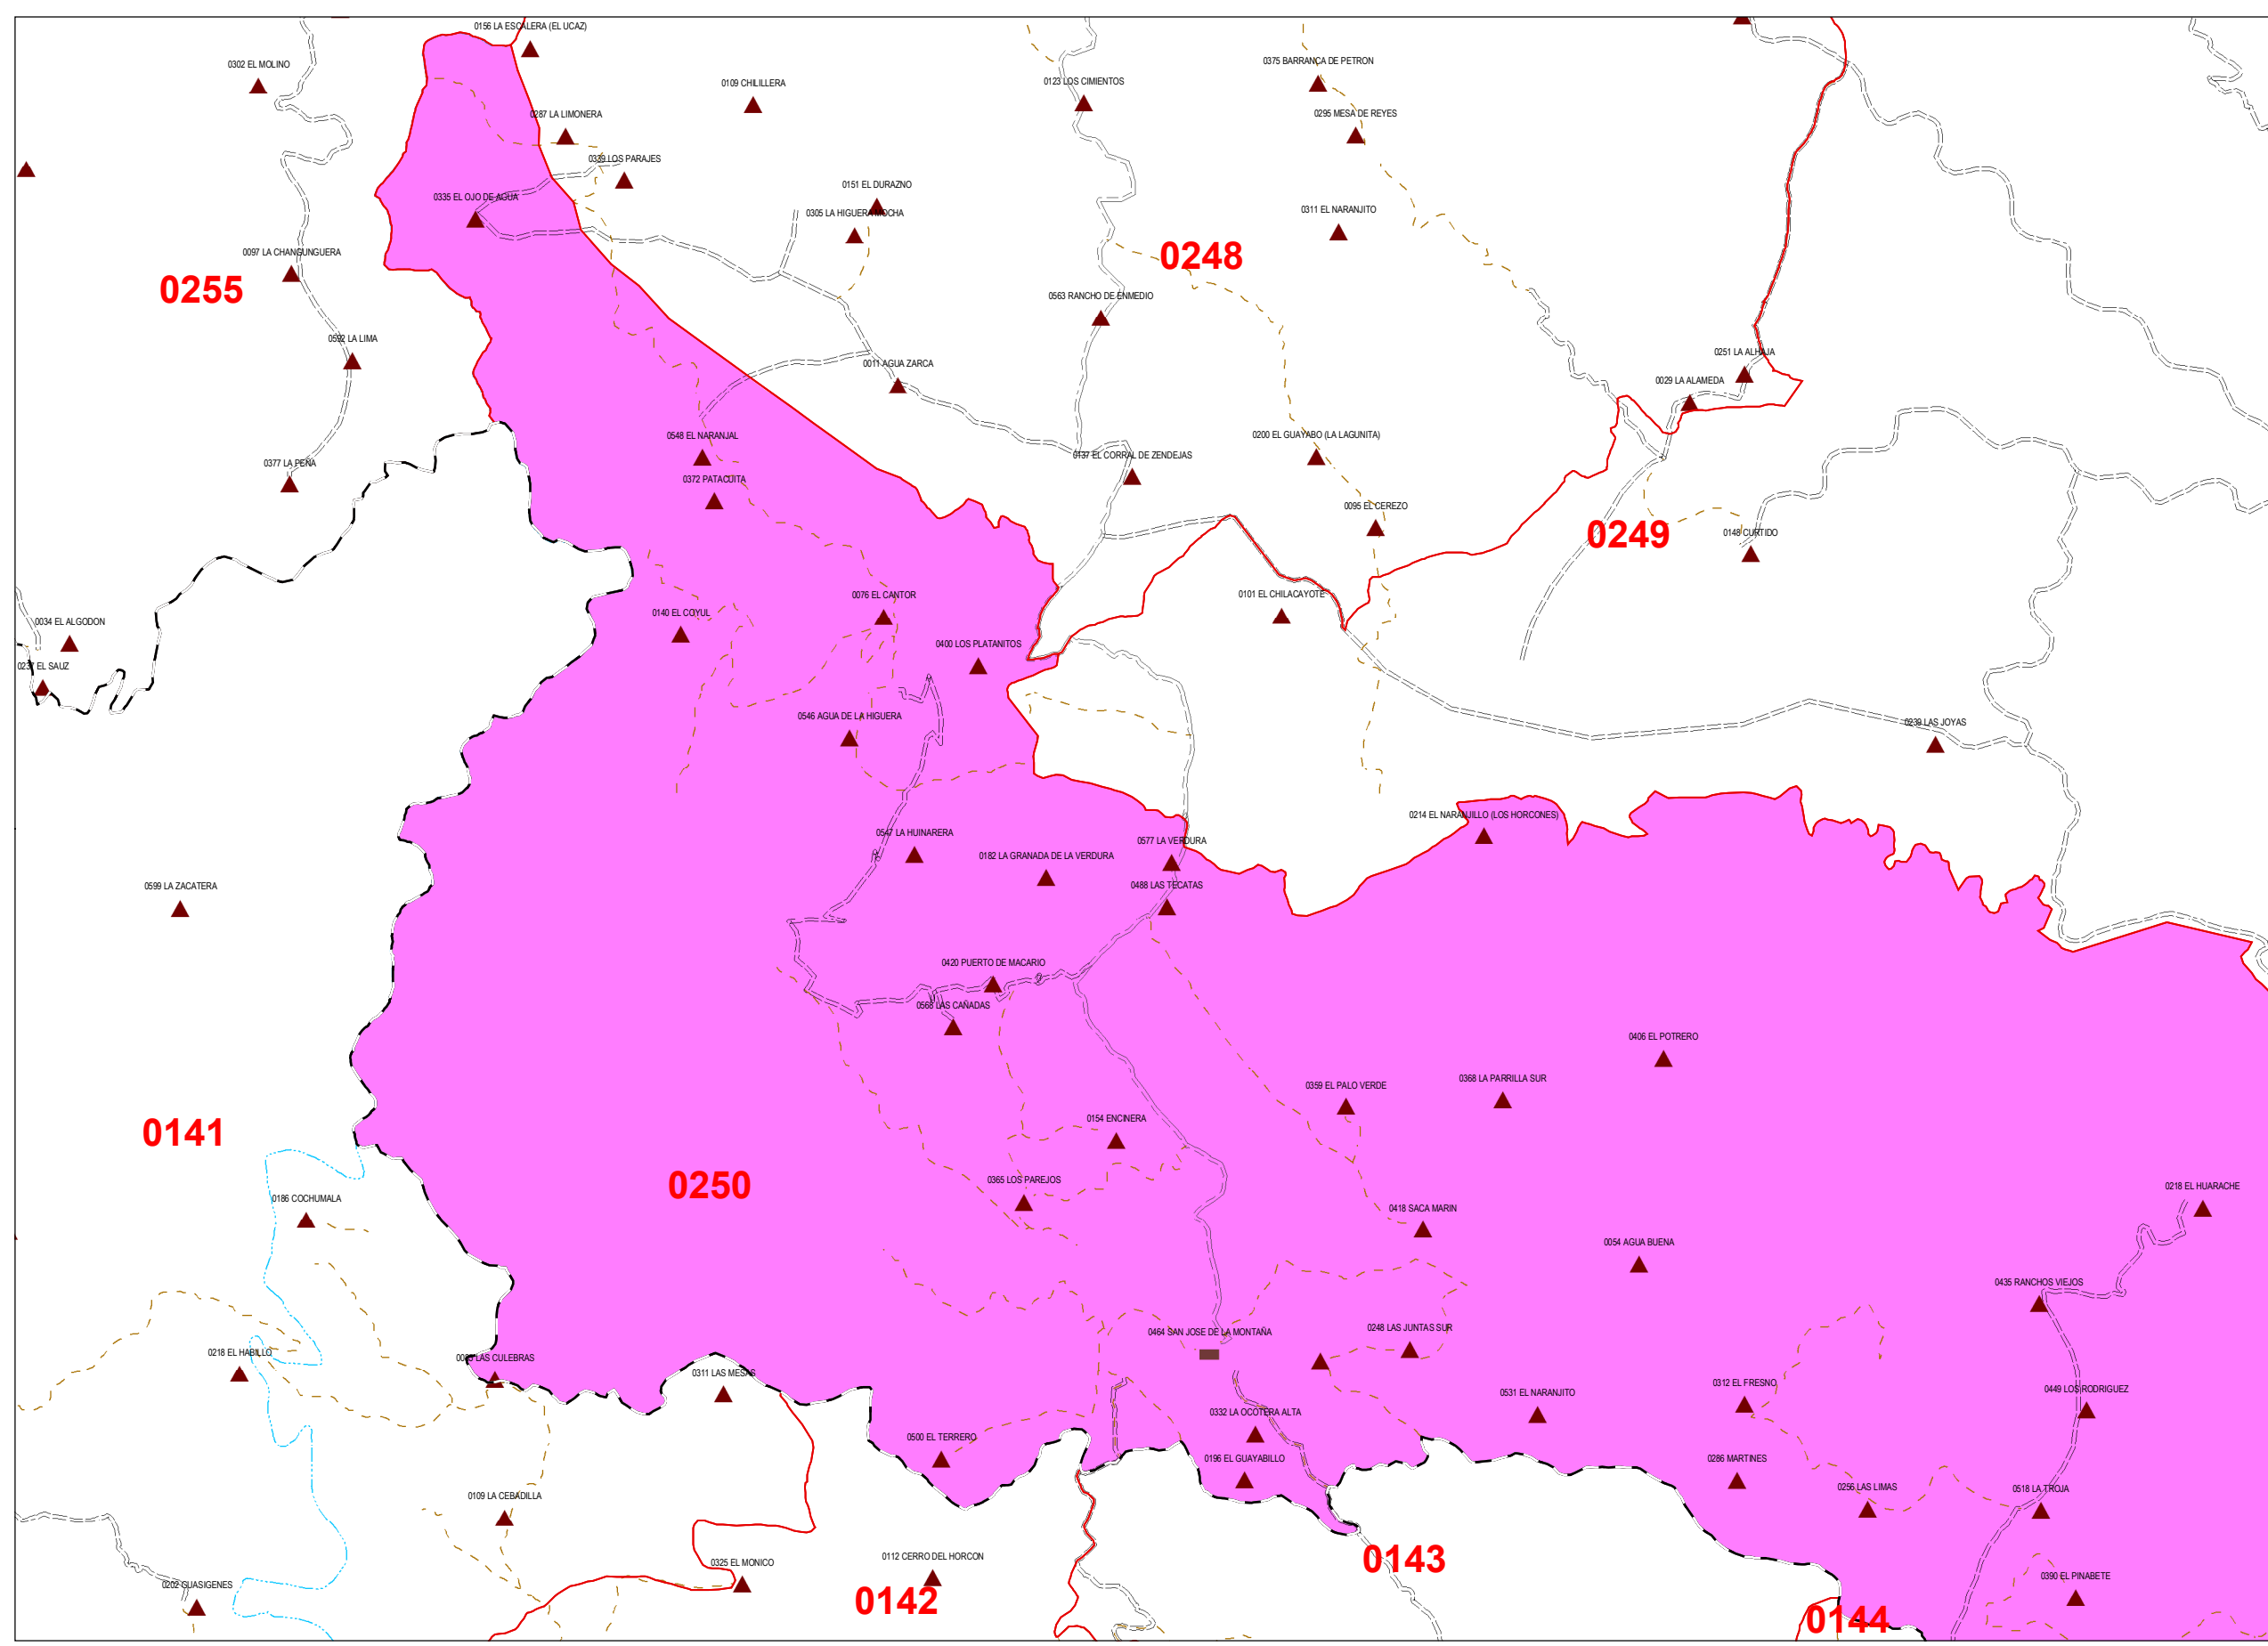 0156 LA ESCALERA (EL UCAZ)
0302 EL MOLINO
0109 CHILILLERA
0123 LOS CIMIENTOS
0375 BARRANCA DE PETRON
0295 MESA DE REYES
0287 LA LIMONERA
0339 LOS PARAJES
0151 EL DURAZNO
0335 EL OJO DE AGUA
0305 LA HIGUERA MOCHA
0311 EL NARANJITO
0097 LA CHANGUNGUERA
0248
0255
0563 RANCHO DE ENMEDIO
0592 LA LIMA
0011 AGUA ZARCA
0251 LA ALHAJA
0029 LA ALAMEDA
0548 EL NARANJAL
0200 EL GUAYABO (LA LAGUNITA)
0137 EL CORRAL DE ZENDEJAS
0377 LA PEÑA
0372 PATACUITA
0095 EL CEREZO
0249
0148 CURTIDO
0076 EL CANTOR
0101 EL CHILACAYOTE
0140 EL COYUL
0034 EL ALGODON
0400 LOS PLATANITOS
0237 EL SAUZ
0546 AGUA DE LA HIGUERA
0239 LAS JOYAS
0214 EL NARANJILLO (LOS HORCONES)
0547 LA HUINARERA
0577 LA VERDURA
0182 LA GRANADA DE LA VERDURA
0599 LA ZACATERA
0488 LAS TECATAS
0420 PUERTO DE MACARIO
0568 LAS CAÑADAS
0406 EL POTRERO
0359 EL PALO VERDE
0368 LA PARRILLA SUR
0154 ENCINERA
0141
0365 LOS PAREJOS
0250
0186 COCHUMALA
0218 EL HUARACHE
0418 SACA MARIN
0054 AGUA BUENA
0435 RANCHOS VIEJOS
0464 SAN JOSE DE LA MONTAÑA
0248 LAS JUNTAS SUR
0218 EL HABILLO
LAS CULEBRAS
0311 LAS MESAS
0531 EL NARANJITO
0312 EL FRESNO
0449 LOS RODRIGUEZ
0332 LA OCOTERA ALTA
0500 EL TERRERO
0196 EL GUAYABILLO
0286 MARTINES
0256 LAS LIMAS
0518 LA TROJA
0109 LA CEBADILLA
0325 EL MONICO
0112 CERRO DEL HORCON
0143
0202 GUASIGENES
0390 EL PINABETE
0142
0144